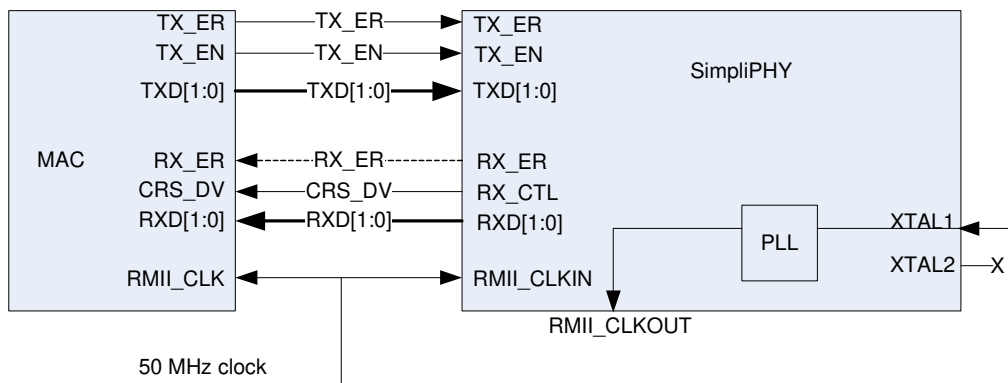 TX_ER TX_ER TX_ER
TX_EN TX_EN TX_EN
SimpliPHY
TXD[1:0] TXD[1:0] TXD[1:0]
MAC RX_ER RX_ER RX_ER
CRS_DV CRS_DV RX_CTL
RXD[1:0] RXD[1:0] RXD[1:0]
XTAL1
PLL
XTAL2 X
RMII_CLK RMII_CLKIN
RMII_CLKOUT
50 MHz clock